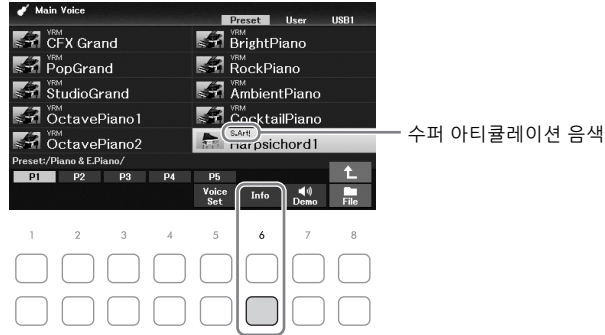 Main Voice
Preset User USB1
VRM VRM
CFX Grand BrightPiano
VRM VRM
PopGrand RockPiano
VRM VRM
StudioGrand AmbientPiano
VRM VRM
OctavePiano1 CocktailPiano
VRM S.Art!
OctavePiano2 Harpsichord1
수퍼 아티큘레이션 음색
Preset:/Piano & E.Piano/
P1 P2 P3 P4 P5
Voice Set Info Demo File
1 2 3 4 5 6 7 8